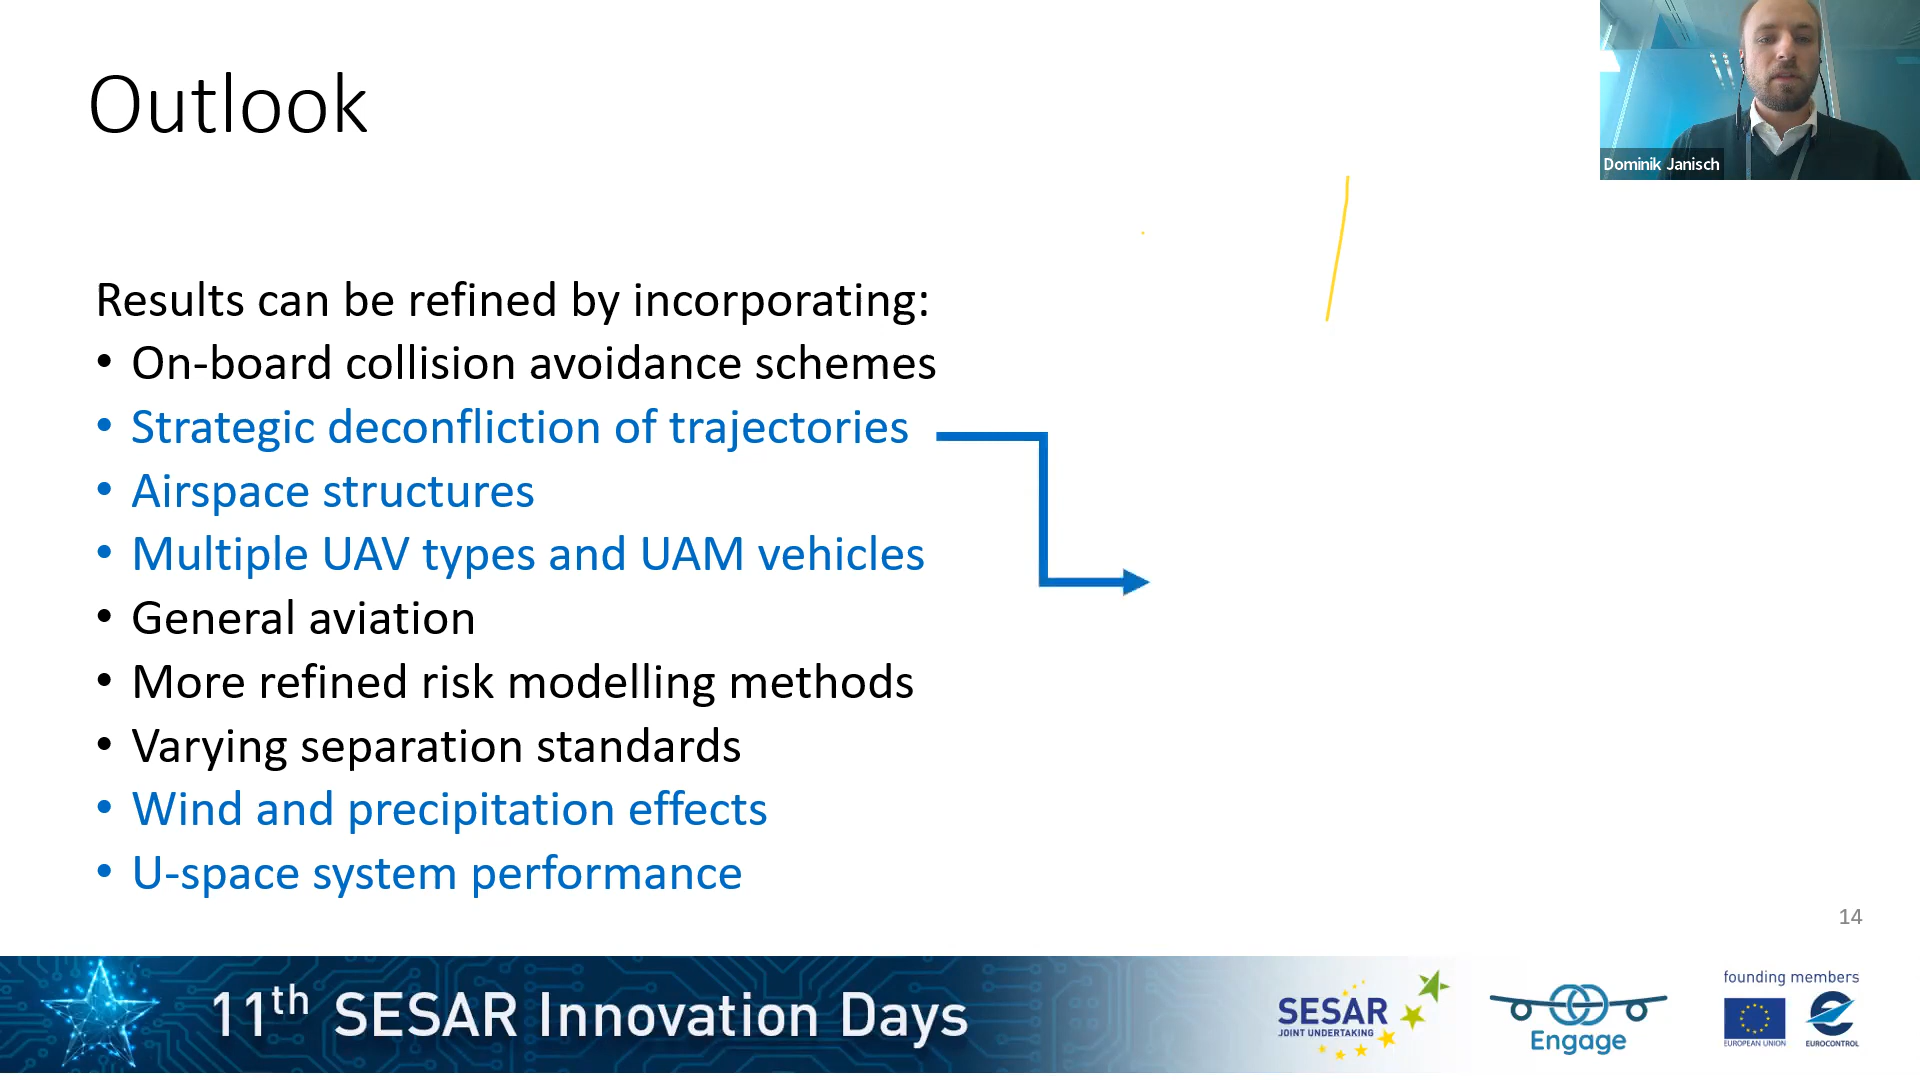 Outlook
Dominik Janisch
Results can be refined by incorporating:
• On-board collision avoidance schemes
• Strategic deconfliction of trajectories
• Airspace structures
• Multiple UAV types and UAM vehicles
• General aviation
• More refined risk modelling methods
• Varying separation standards
• Wind and precipitation effects
• U-space system performance
14
11th SESAR Innovation Days
SESAR
JOINT UNDERTAKING
Engage
founding members
EUROPEAN UNION
EUROCONTROL